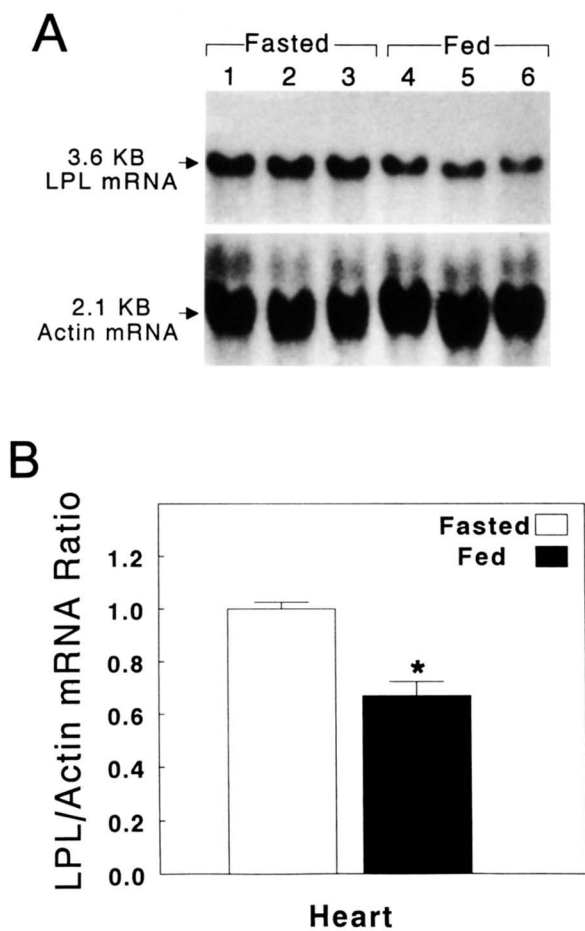 A
Fasted Fed
1 2 3 4 5 6
3.6 KB
LPL mRNA
2.1 KB
Actin mRNA
B
LPL/Actin mRNA Ratio
Fasted
Fed
1.2
1.0
0.8
*
0.6
0.4
0.2
0.0
Heart